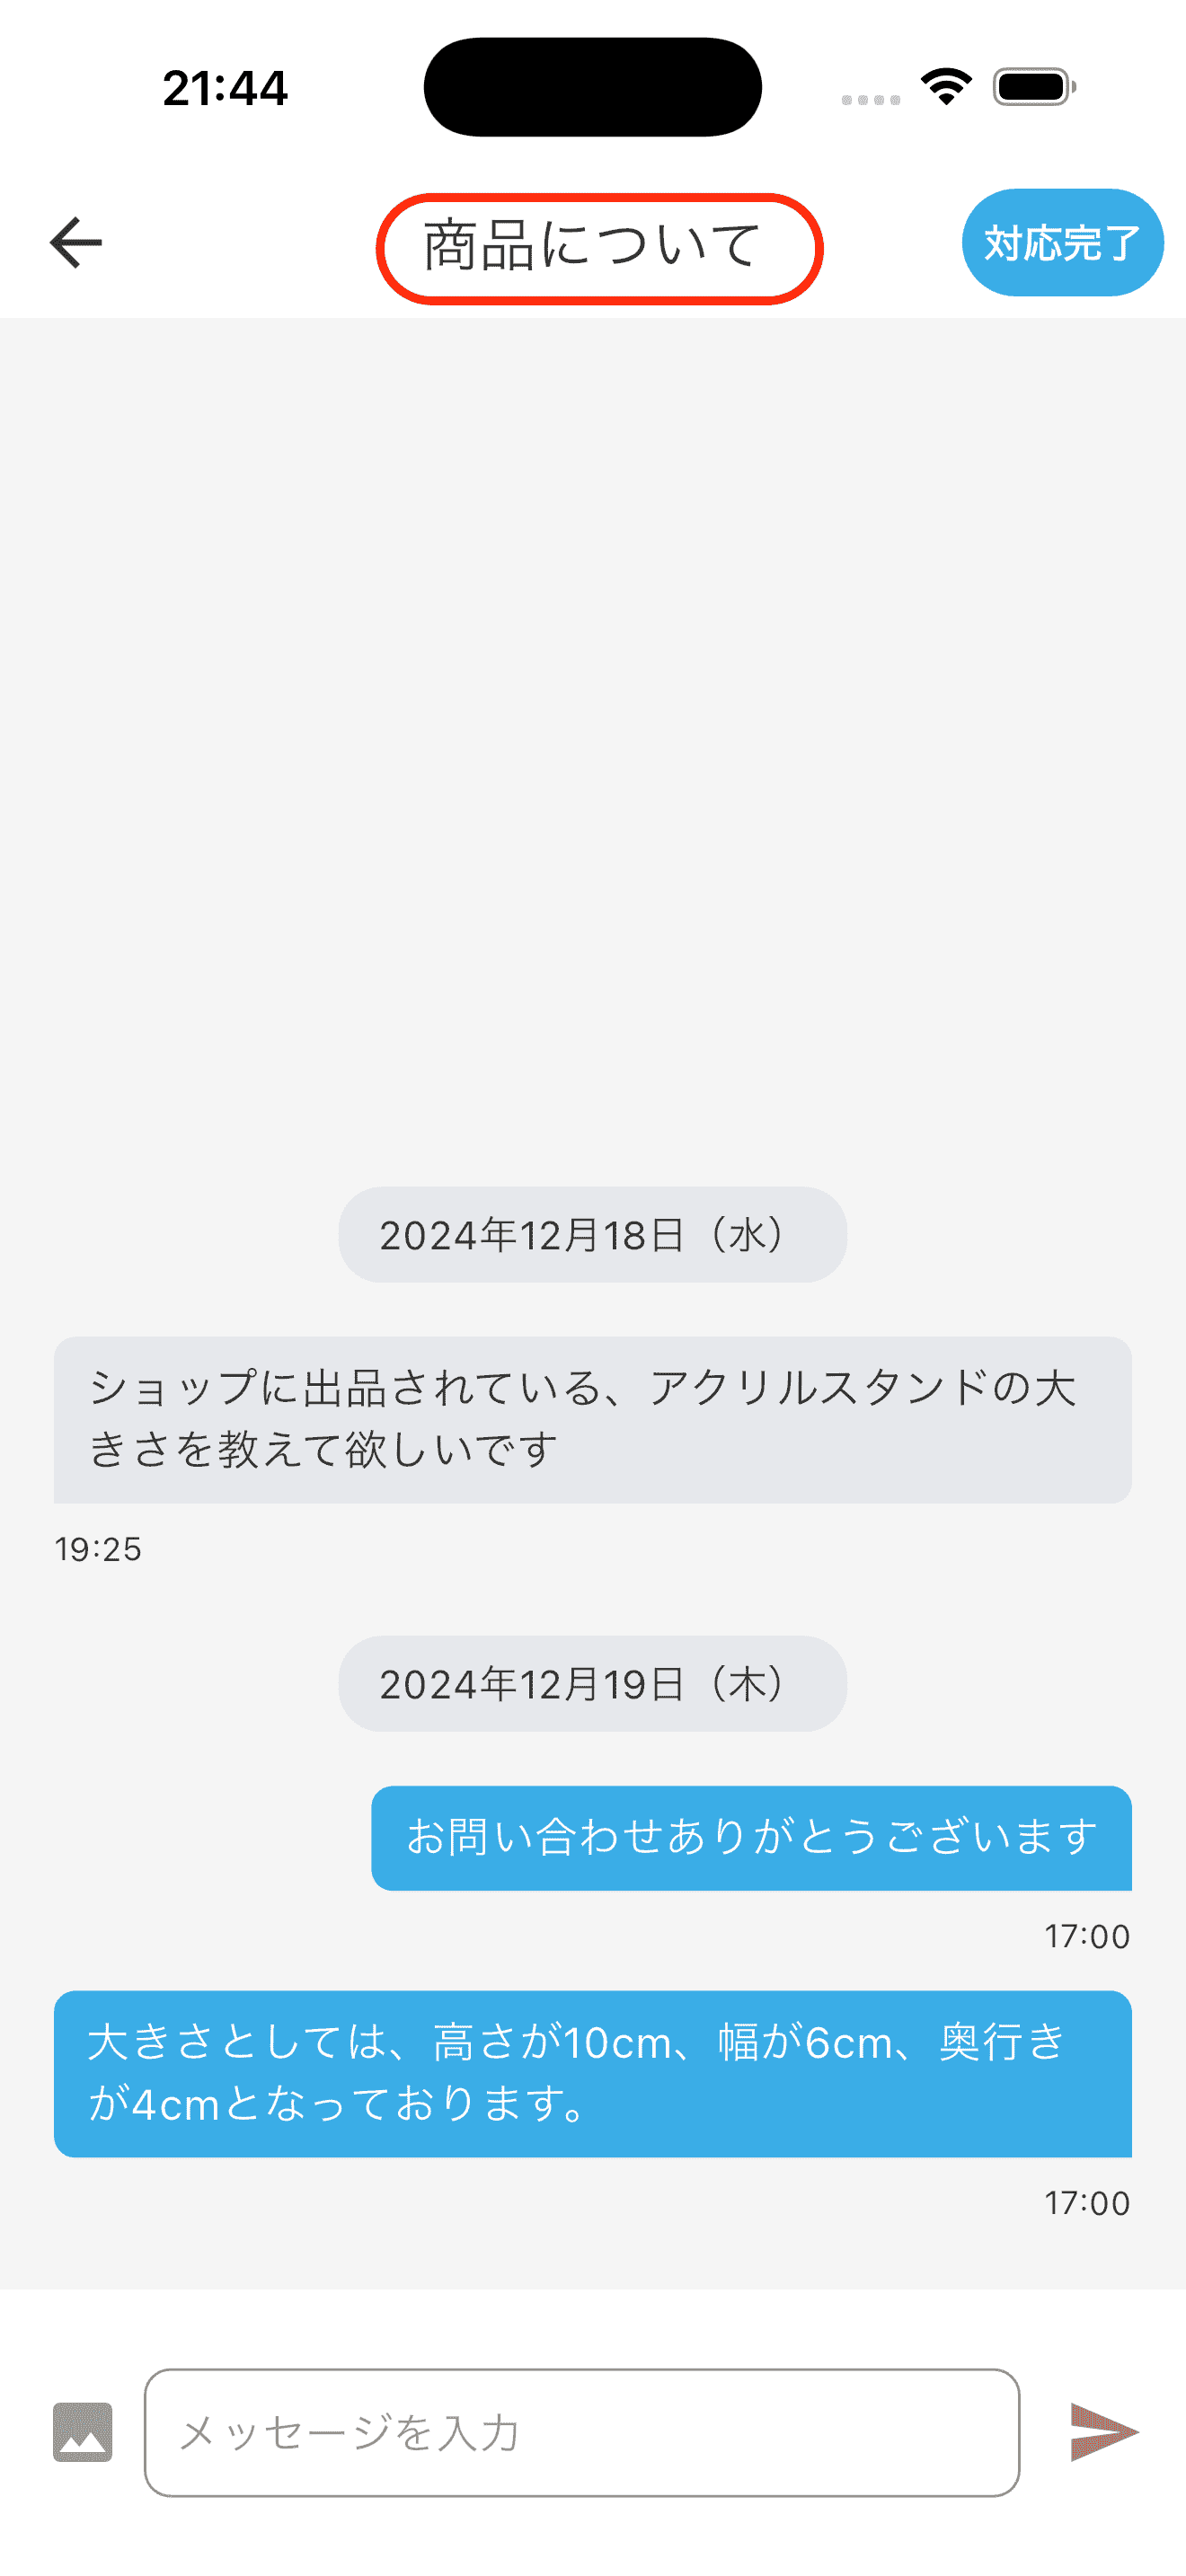 21:44
商品について
対応完了
2024年12月18日（水）
ショップに出品されている、アクリルスタンドの大
きさを教えて欲しいです
19:25
2024年12月19日（木）
お問い合わせありがとうございます
17:00
大きさとしては、高さが10cm、幅が6cm、奥行き
が4cmとなっております。
17:00
メッセージを入力